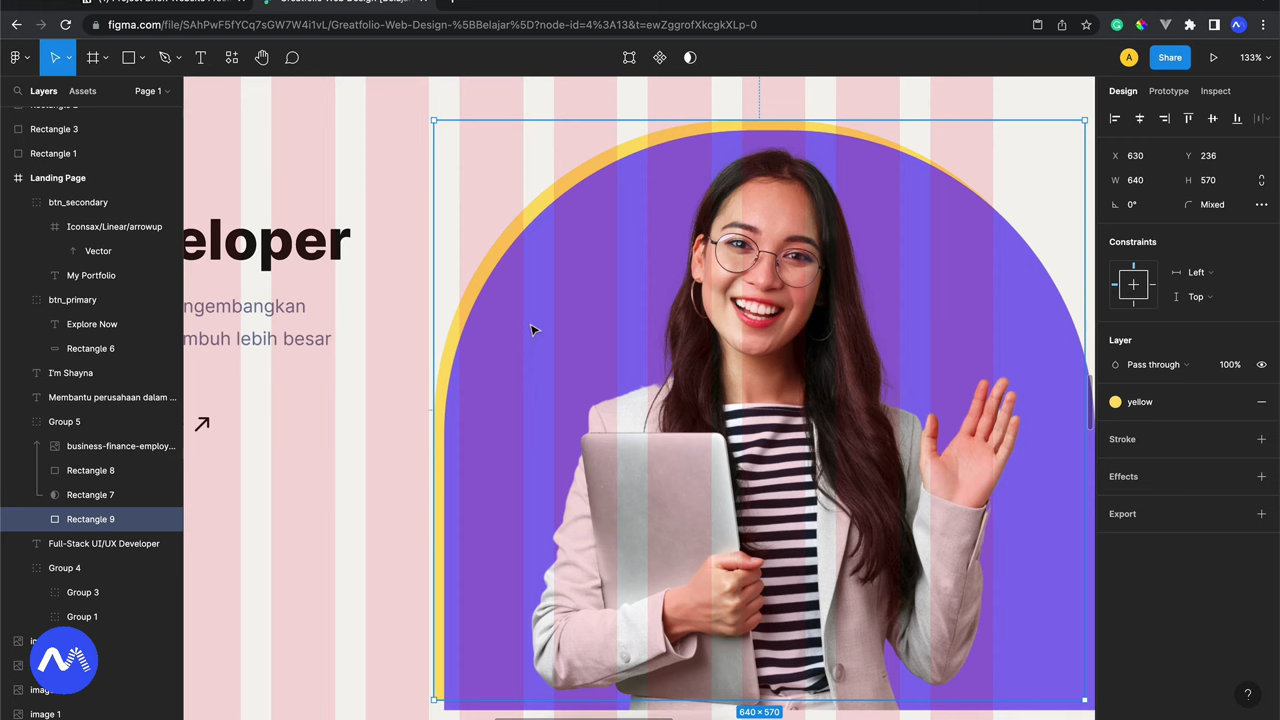 figma.com/file/SAhPwF5fYCq7sGW7W4i1vL/Greatfolio-Web-Design-%5BBelajar%5D?node-id=4%3A13&t=ewZggrofXkcgkXLp-0
Share
133%
Layers
Assets
Page 1
Design
Prototype
Inspect
Rectangle 3
Rectangle 1
Landing Page
btn_secondary
Iconsax/Linear/arrowup
Vector
My Portfolio
btn_primary
Explore Now
Rectangle 6
I'm Shayna
Membantu perusahaan dalam ...
Group 5
business-finance-employ...
Rectangle 8
Rectangle 7
Rectangle 9
Full-Stack UI/UX Developer
Group 4
Group 3
Group 1
image 1
eloper
ngembangkan
mbuh lebih besar
640 × 570
X 630 Y 236
W 640 H 570
0° Mixed
Constraints
Left
Top
Layer
Pass through 100%
yellow
Stroke
Effects
Export
A
?